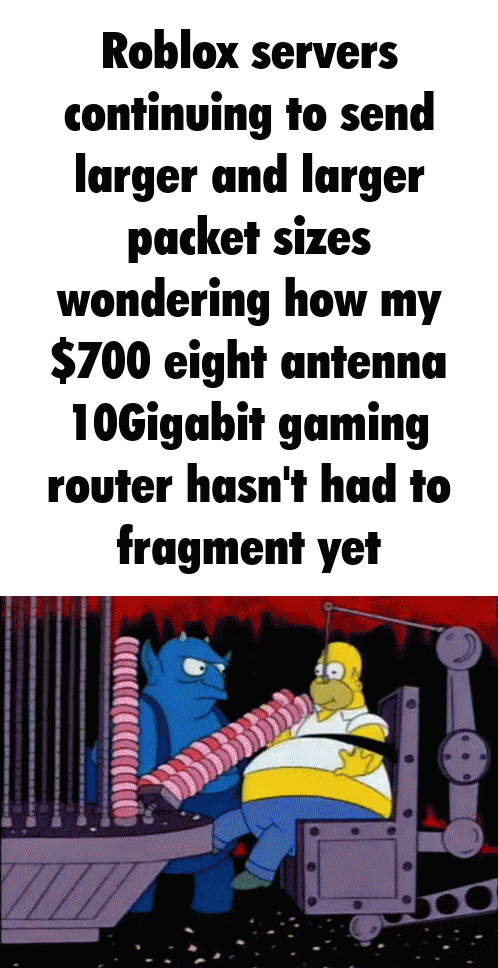 Roblox servers
continuing to send
larger and larger
packet sizes
wondering how my
$700 eight antenna
10Gigabit gaming
router hasn't had to
fragment yet